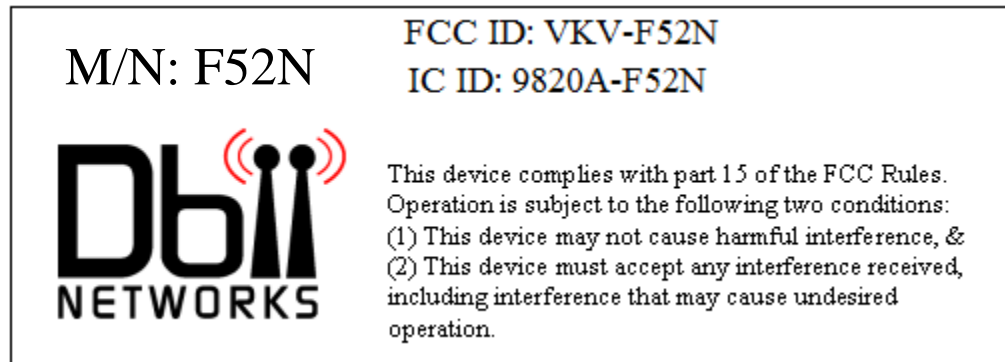 M/N: F52N
FCC ID: VKV-F52N
IC ID: 9820A-F52N
Dbii
NETWORKS
This device complies with part 15 of the FCC Rules.
Operation is subject to the following two conditions:
(1) This device may not cause harmful interference, &
(2) This device must accept any interference received,
including interference that may cause undesired
operation.